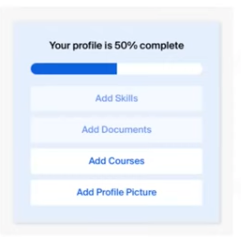 Your profile is 50% complete
Add Skills
Add Documents
Add Courses
Add Profile Picture